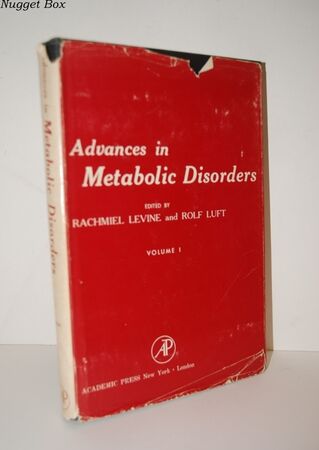 Nugget Box
Advances in
Metabolic Disorders
EDITED BY
RACHMIEL LEVINE and ROLF LUFT
VOLUME I
AP
ACADEMIC PRESS New York · London
Advances in Metabolic Disorders